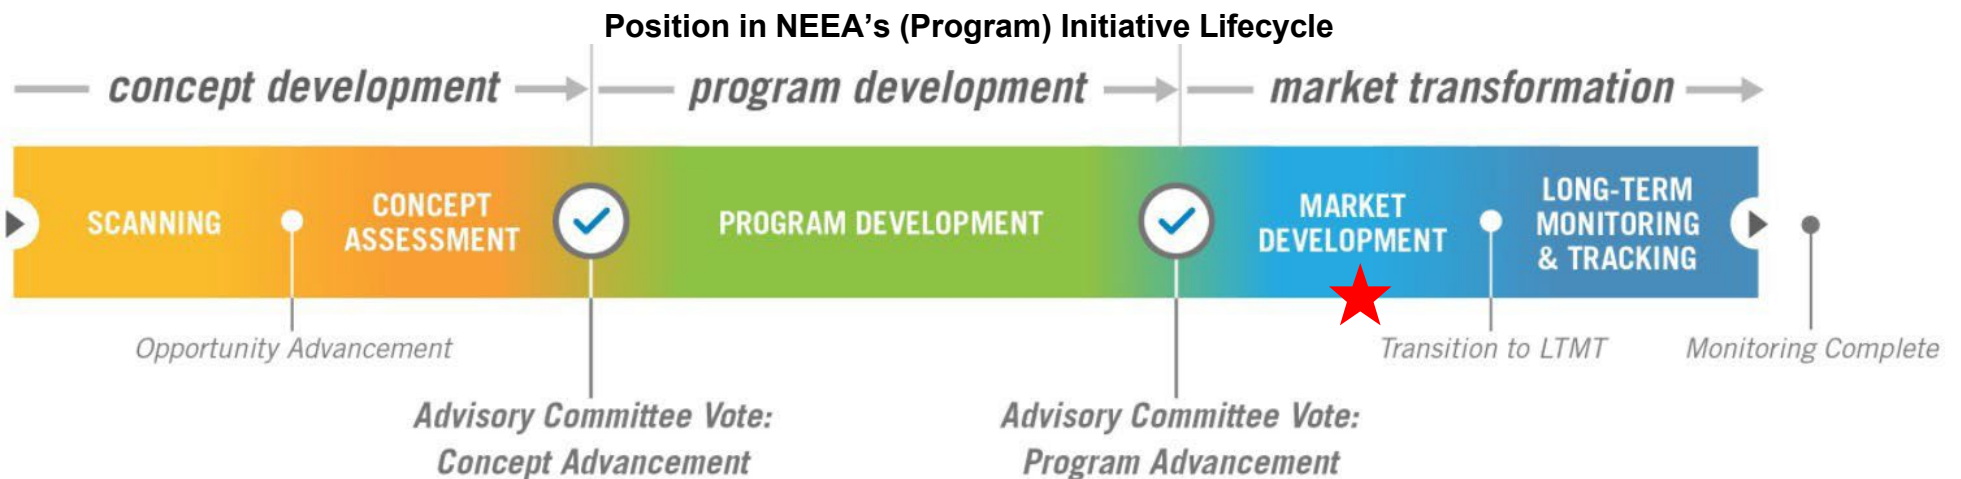 Position in NEEA’s (Program) Initiative Lifecycle
concept development
program development
market transformation
SCANNING
CONCEPT
ASSESSMENT
PROGRAM DEVELOPMENT
MARKET
DEVELOPMENT
LONG-TERM
MONITORING
& TRACKING
Opportunity Advancement
Transition to LTMT
Monitoring Complete
Advisory Committee Vote:
Concept Advancement
Advisory Committee Vote:
Program Advancement